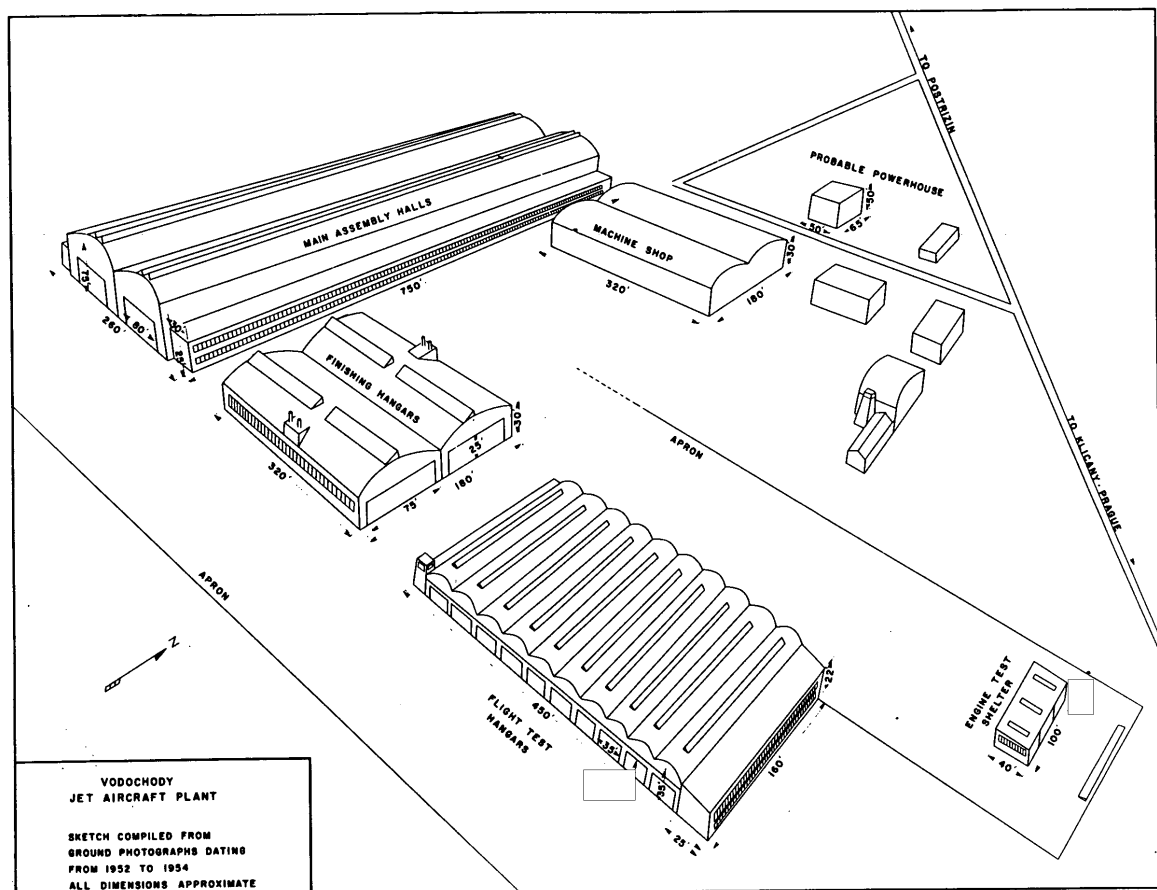 TO POSTRIZIN
PROBABLE POWERHOUSE
50'
50'
65'
MAIN ASSEMBLY HALLS
MACHINE SHOP
30'
75'
750'
320'
180'
260'
80'
30'
25'
FINISHING HANGARS
30'
25'
320'
75'
180'
APRON
TO KLICANY-PRAGUE
APRON
N
22'
ENGINE TEST
SHELTER
450'
FLIGHT TEST
HANGARS
35'
35'
160'
100'
40'
25'
VODOCHODY
JET AIRCRAFT PLANT
SKETCH COMPILED FROM
GROUND PHOTOGRAPHS DATING
FROM 1952 TO 1954
ALL DIMENSIONS APPROXIMATE